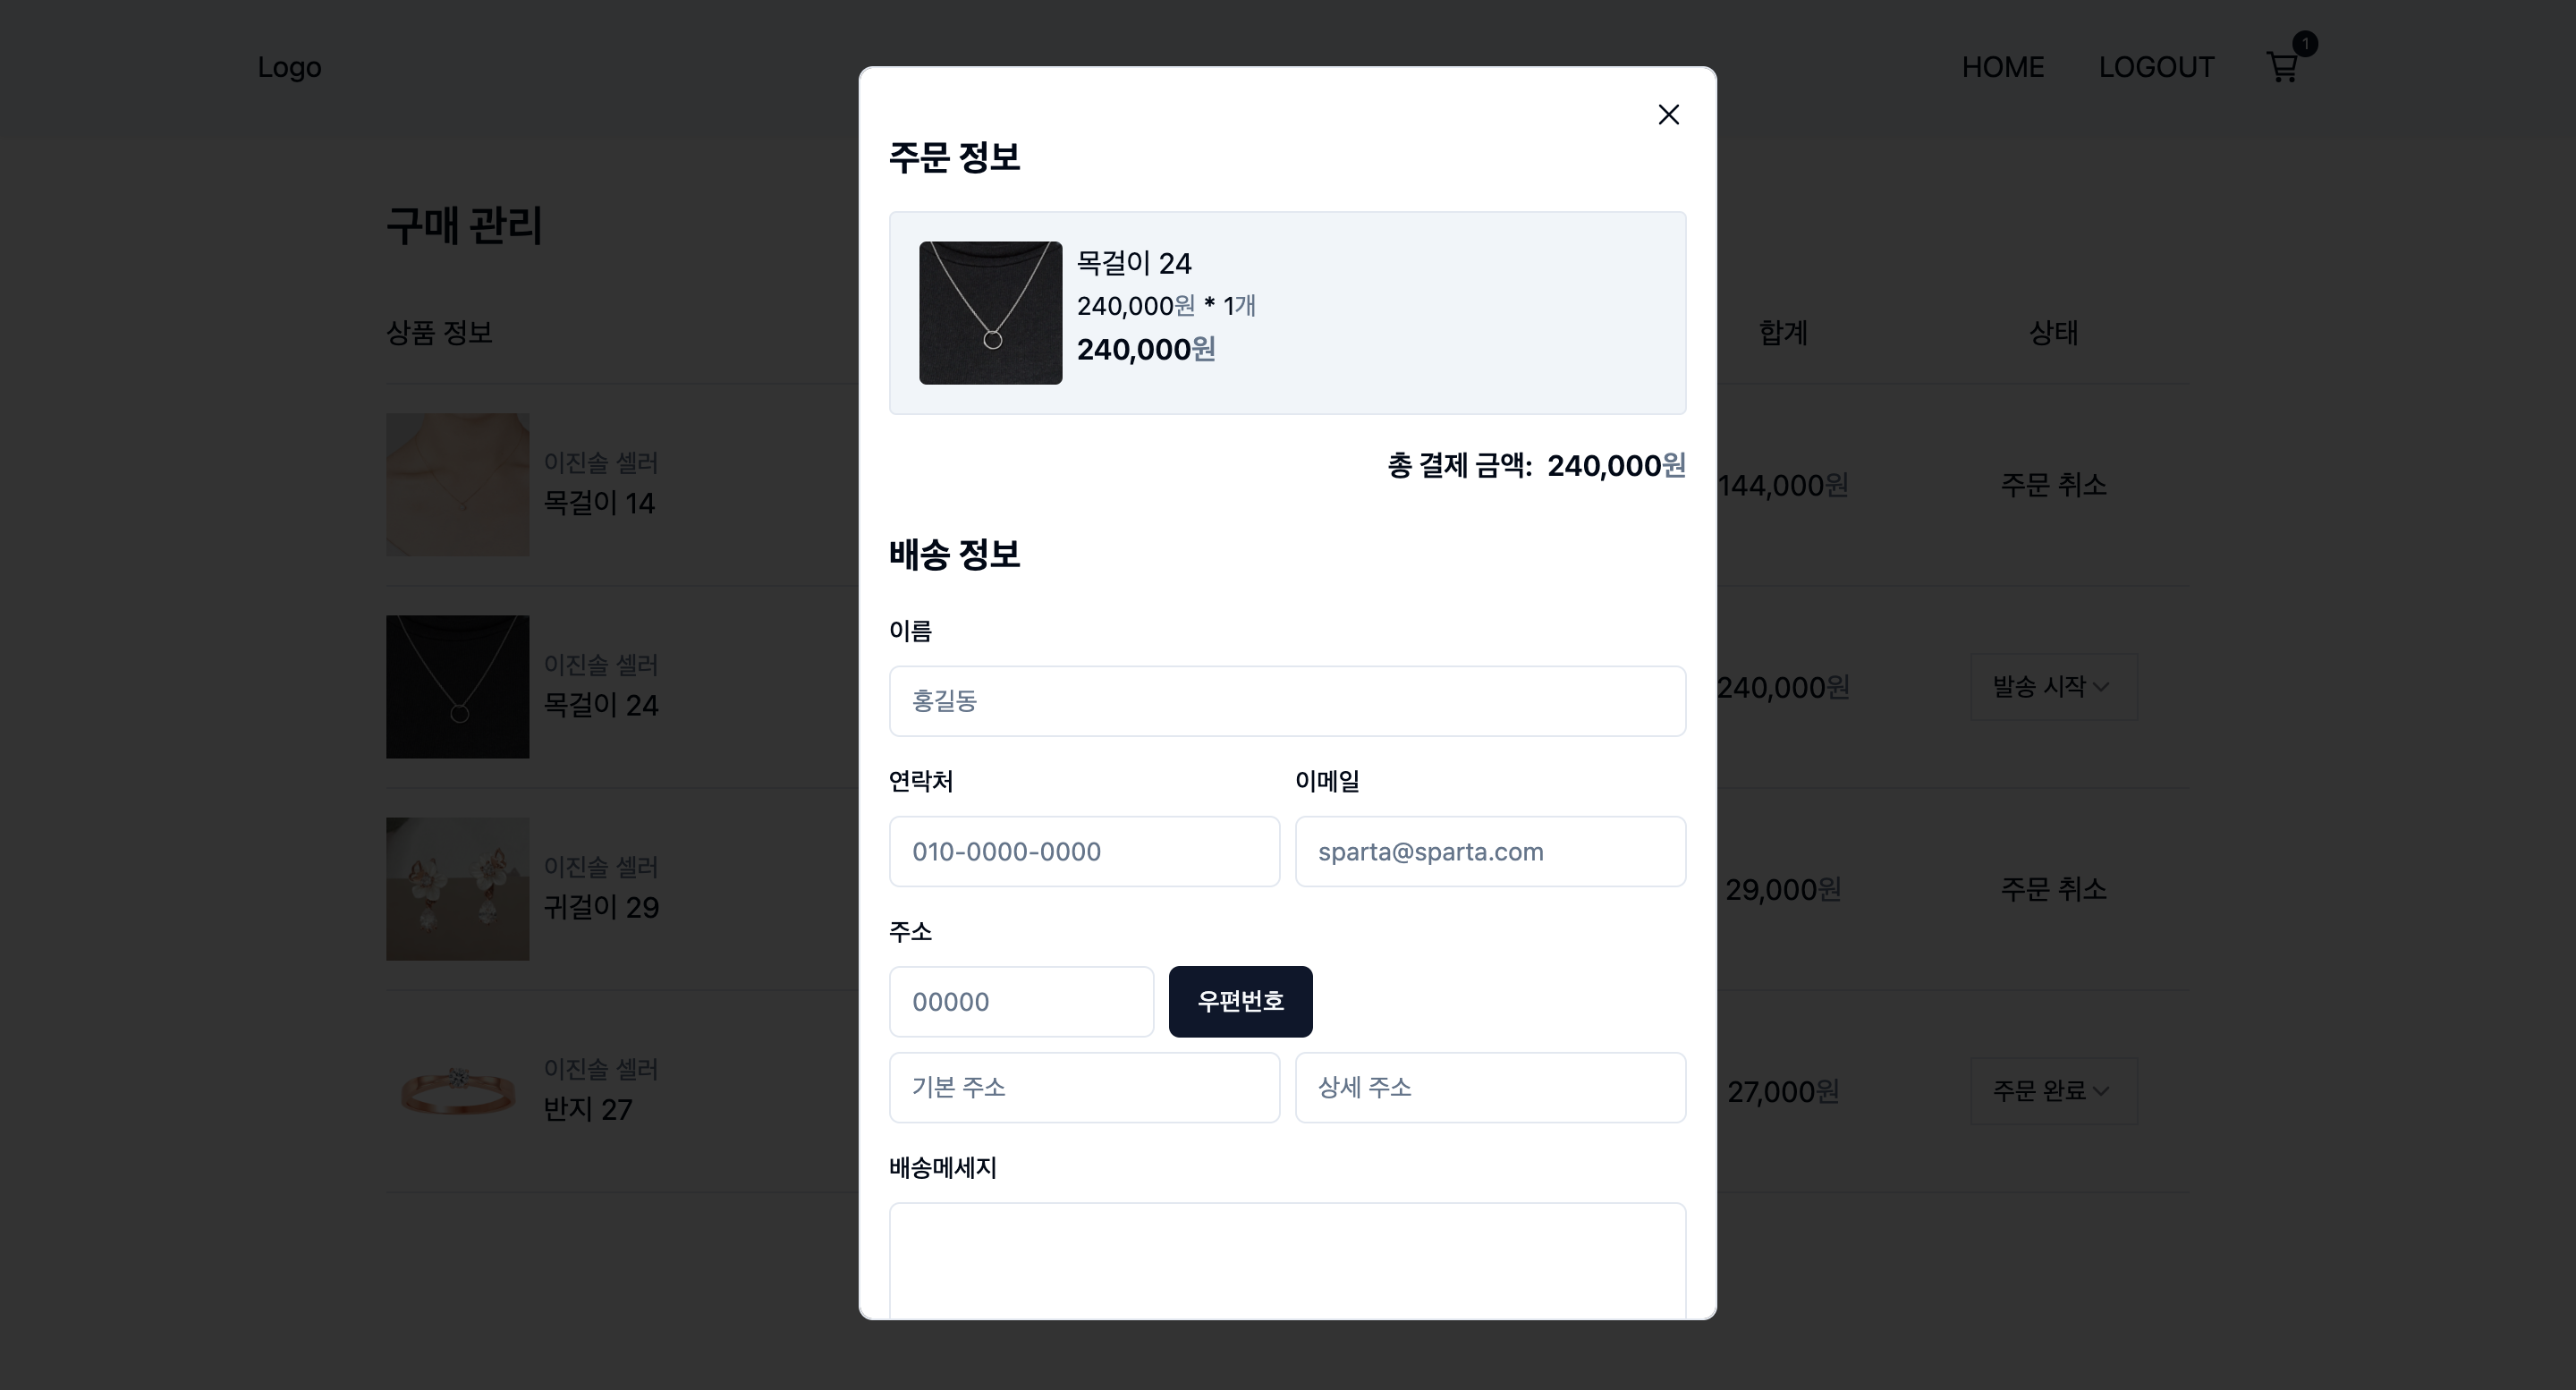 Logo
HOME
LOGOUT
1
구매 관리
상품 정보
합계
상태
이진솔 셀러
목걸이 14
144,000원
주문 취소
이진솔 셀러
목걸이 24
240,000원
발송 시작
이진솔 셀러
귀걸이 29
29,000원
주문 취소
이진솔 셀러
반지 27
27,000원
주문 완료
주문 정보
목걸이 24
240,000원 * 1개
240,000원
총 결제 금액: 240,000원
배송 정보
이름
홍길동
연락처
이메일
010-0000-0000
sparta@sparta.com
주소
00000
우편번호
기본 주소
상세 주소
배송메세지